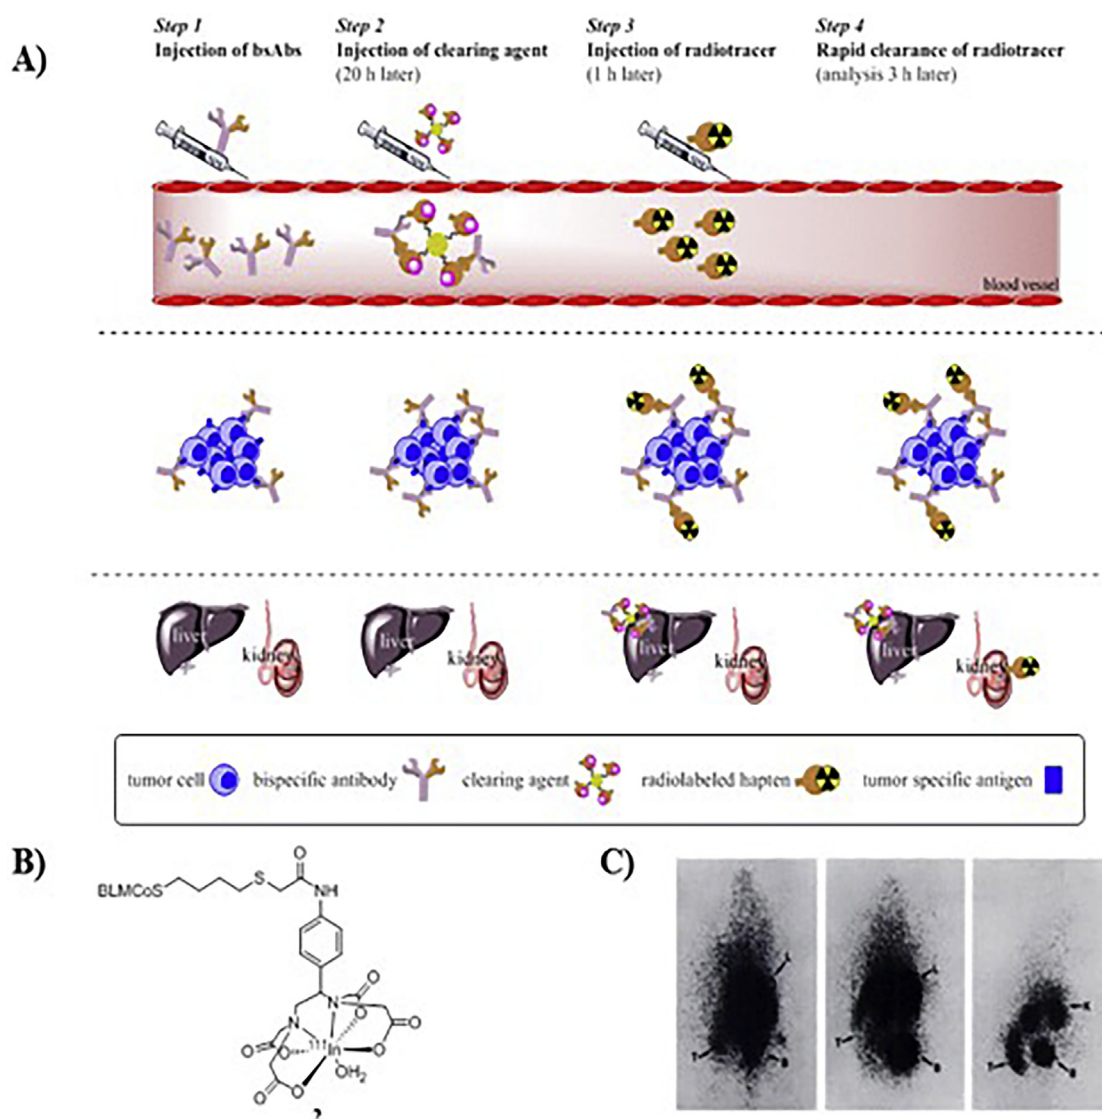 A)
Step 1
Injection of bsAbs
Step 2
Injection of clearing agent
(20 h later)
Step 3
Injection of radiotracer
(1 h later)
Step 4
Rapid clearance of radiotracer
(analysis 3 h later)
blood vessel
liver
kidney
liver
kidney
liver
kidney
liver
kidney
tumor cell
bispecific antibody
clearing agent
radiolabeled hapten
tumor specific antigen
B)
BLMCoS
S
O
NH
O
O
N
O
O
N
O
O
111In
O
O
OH2
2
C)
L
T
B
L
T
B
K
T
B